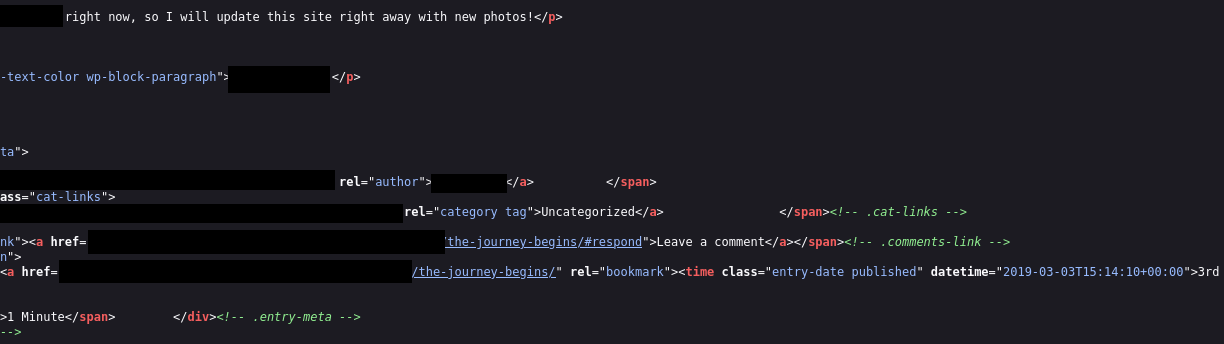 right now, so I will update this site right away with new photos!</p>
-text-color wp-block-paragraph"></p>
ta">
rel="author"></a> </span>
ass="cat-links">
rel="category tag">Uncategorized</a> </span><!-- .cat-links -->
nk"><a href=/the-journey-begins/#respond">Leave a comment</a></span><!-- .comments-link -->
n">
<a href=/the-journey-begins/" rel="bookmark"><time class="entry-date published" datetime="2019-03-03T15:14:10+00:00">3rd
>1 Minute</span> </div><!-- .entry-meta -->
-->